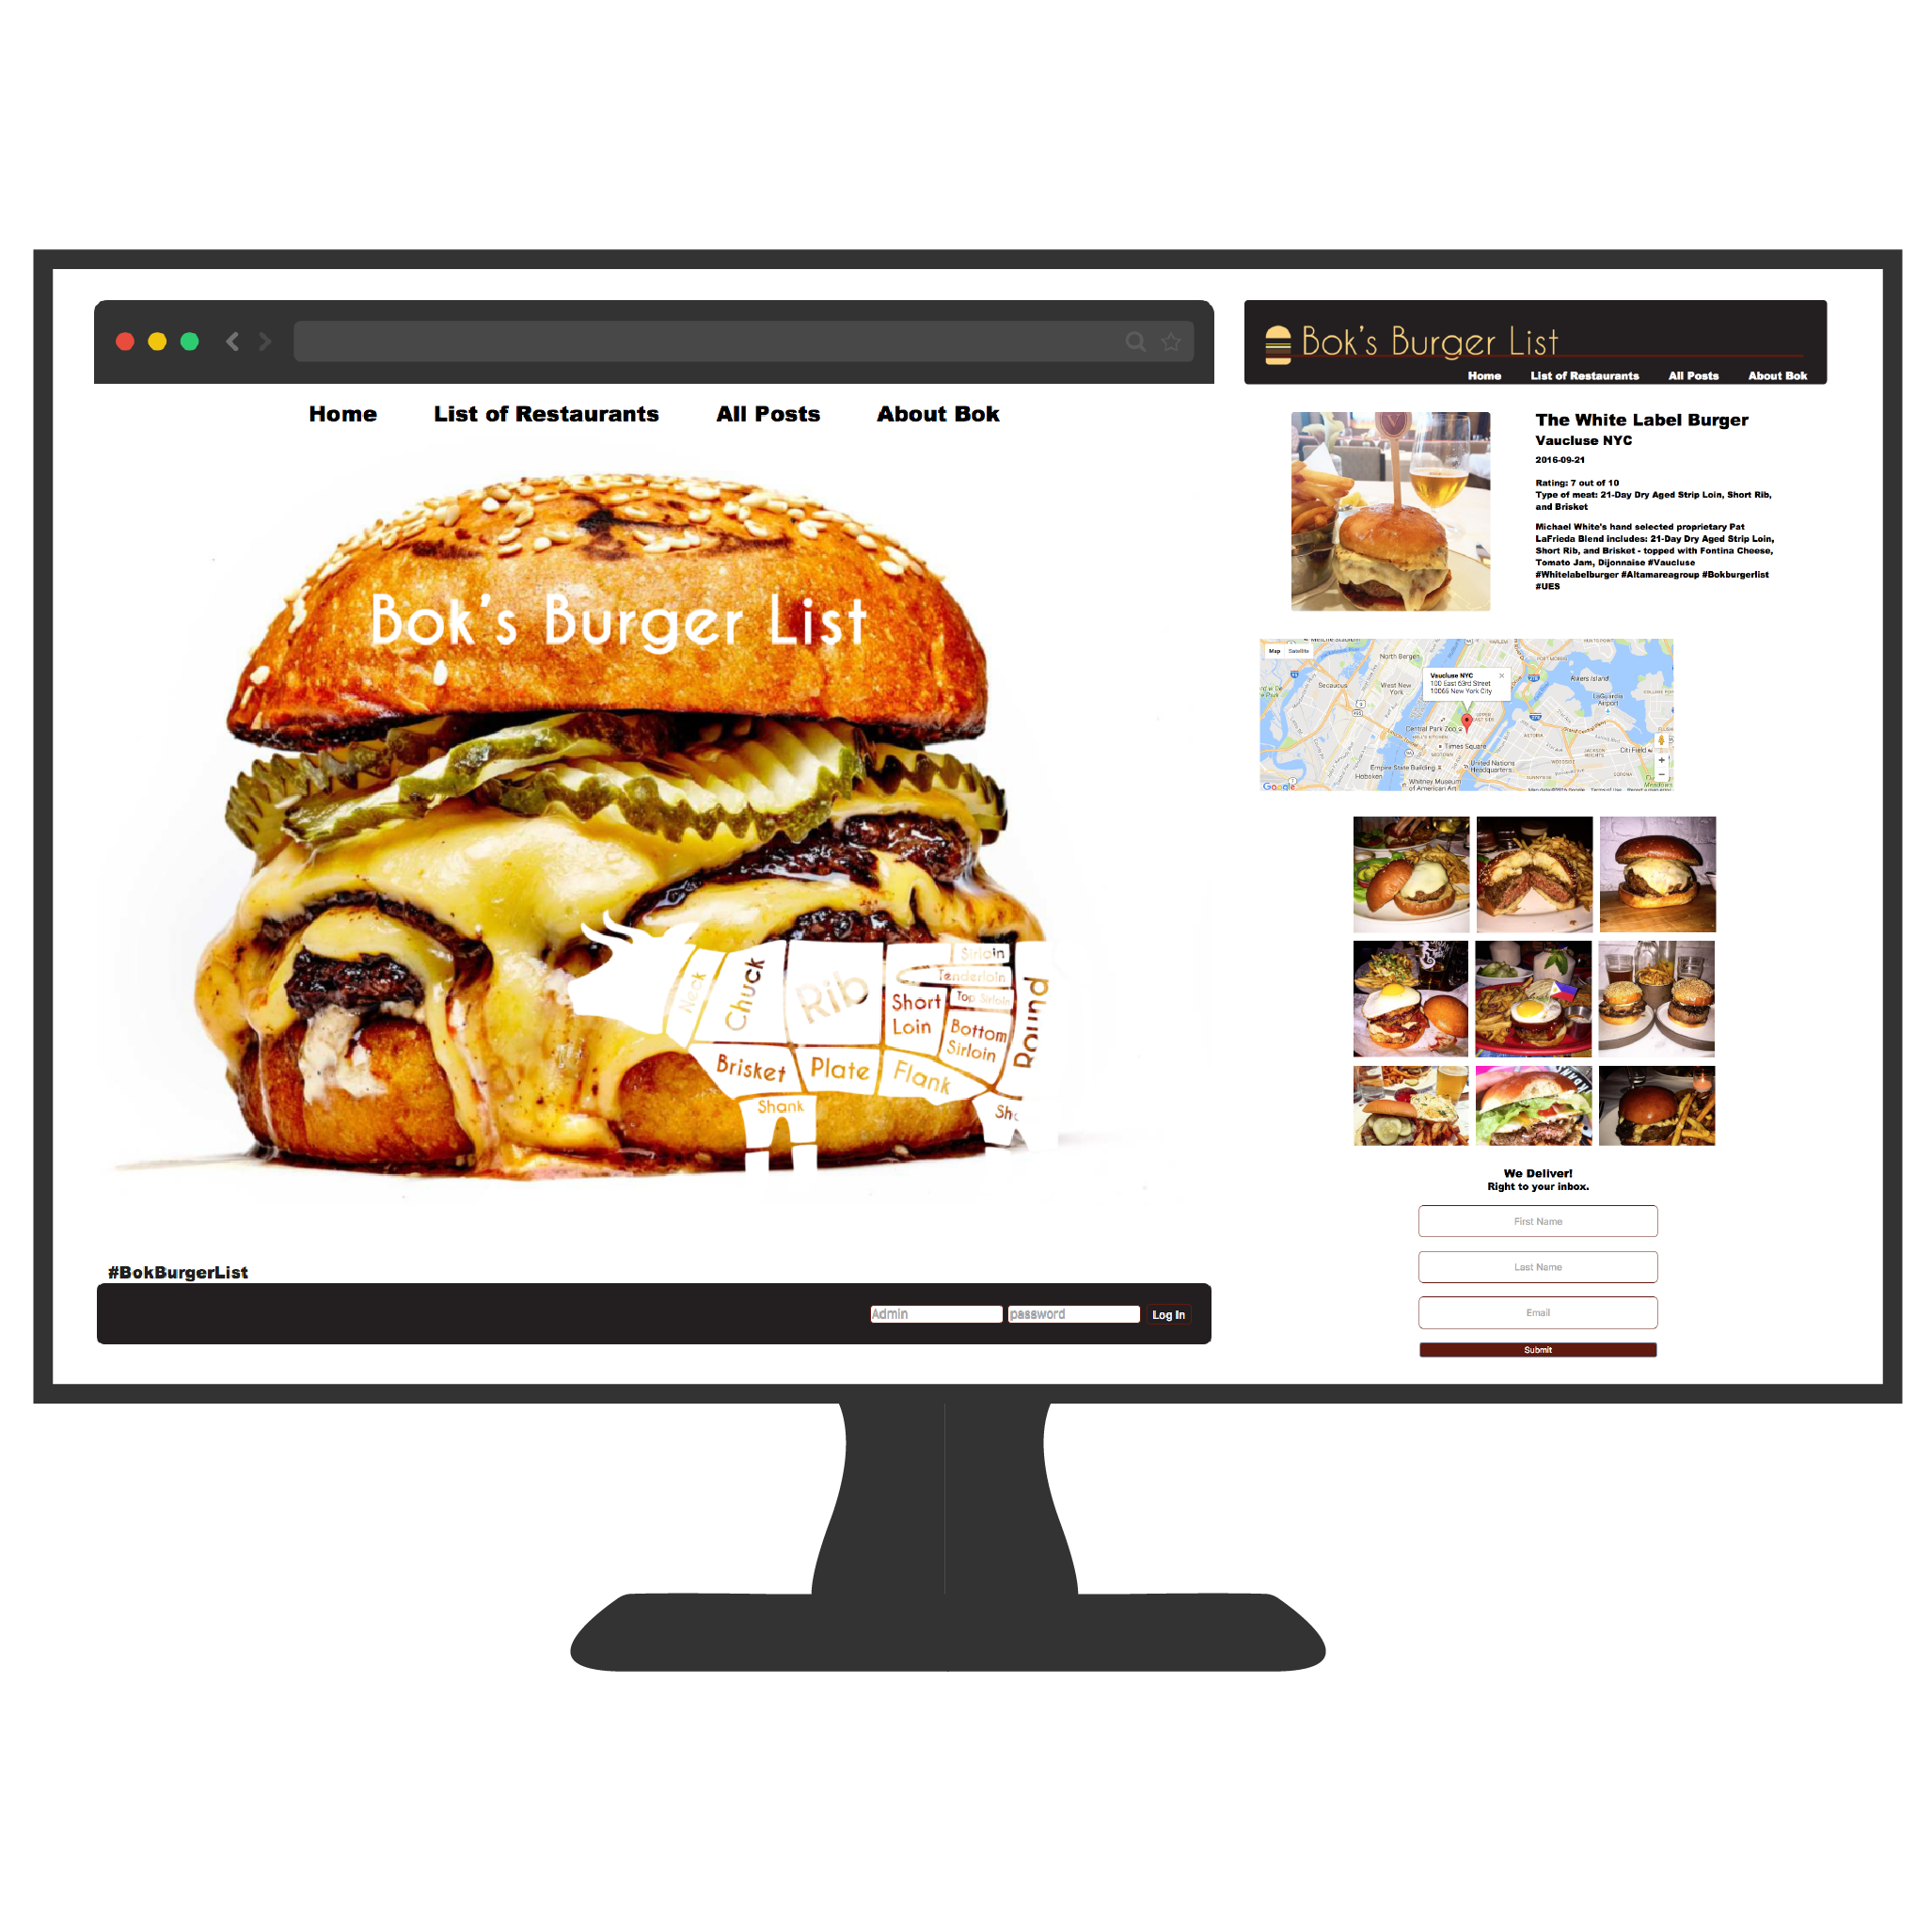 Home List of Restaurants All Posts About Bok
Bok's Burger List
Neck
Chuck
Rib
Short
Loin
Sirloin
Tenderloin
Top Sirloin
Bottom
Sirloin
Round
Brisket
Plate
Flank
Shank
#BokBurgerList
Admin password Log In
Bok's Burger List
Home List of Restaurants All Posts About Bok
The White Label Burger
Vaucluse NYC
2016-09-21
Rating: 7 out of 10
Type of meat: 21-Day Dry Aged Strip Loin, Short Rib,
and Brisket
Michael White's hand selected proprietary Pat
LaFrieda Blend includes: 21-Day Dry Aged Strip Loin,
Short Rib, and Brisket - topped with Fontina Cheese,
Tomato Jam, Dijonnaise #Vaucluse
#Whitelabelburger #Altamareagroup #Bokburgerlist
#UES
Map Satellite
North Bergen
Secaucus
West New
York
Vaucluse NYC
100 East 63rd Street
10065 New York City
Rikers Island
LaGuardia
Airport
UPPER
EAST SIDE
Central Park Zoo
Times Square
ASTORIA
JACKSON
HEIGHTS
Citi Field
WOODSIDE
Empire State Building
United Nations
Headquarters
Hoboken
Whitney Museum
of American Art
CORONA
Google
We Deliver!
Right to your inbox.
First Name
Last Name
Email
Submit